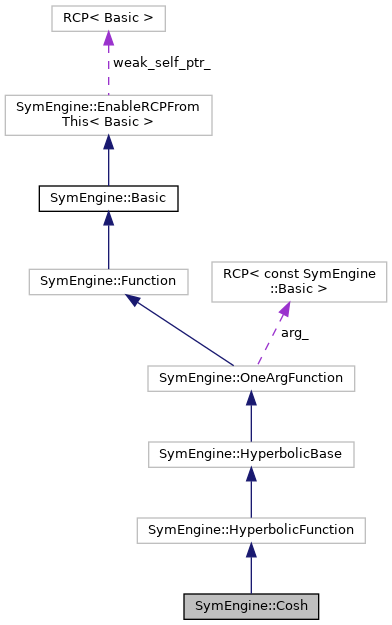 RCP< Basic >
weak_self_ptr_
SymEngine::EnableRCPFrom
This< Basic >
SymEngine::Basic
SymEngine::Function
RCP< const SymEngine
::Basic >
arg_
SymEngine::OneArgFunction
SymEngine::HyperbolicBase
SymEngine::HyperbolicFunction
SymEngine::Cosh